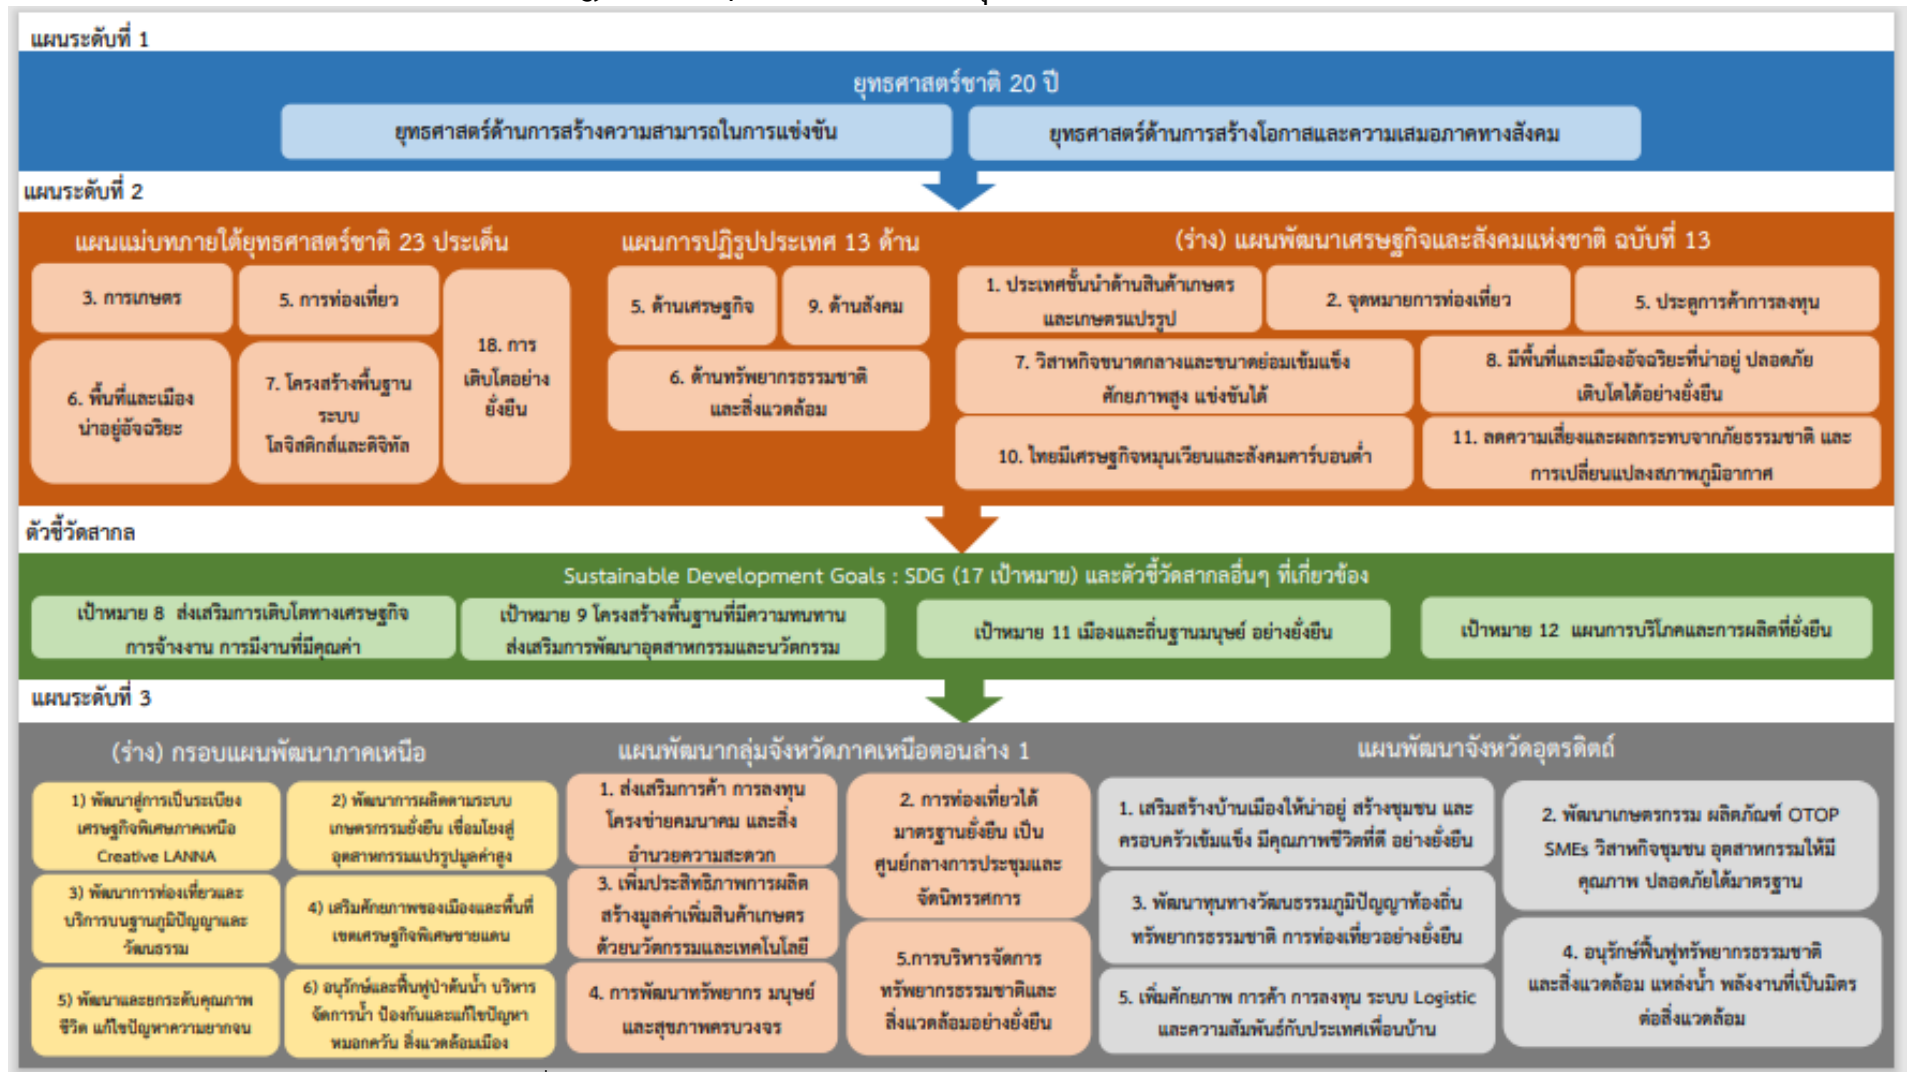 แผนระดับที่ 1
ยุทธศาสตร์ชาติ 20 ปี
ยุทธศาสตร์ด้านการสร้างความสามารถในการแข่งขัน
ยุทธศาสตร์ด้านการสร้างโอกาสและความเสมอภาคทางสังคม
แผนระดับที่ 2
แผนแม่บทภายใต้ยุทธศาสตร์ชาติ 23 ประเด็น
3. การเกษตร
5. การท่องเที่ยว
18. การ
เติบโตอย่าง
ยั่งยืน
6. พื้นที่และเมือง
น่าอยู่อัจฉริยะ
7. โครงสร้างพื้นฐาน
ระบบ
โลจิสติกส์และดิจิทัล
แผนการปฏิรูปประเทศ 13 ด้าน
5. ด้านเศรษฐกิจ
9. ด้านสังคม
6. ด้านทรัพยากรธรรมชาติ
และสิ่งแวดล้อม
(ร่าง) แผนพัฒนาเศรษฐกิจและสังคมแห่งชาติ ฉบับที่ 13
1. ประเทศชั้นนำด้านสินค้าเกษตร
และเกษตรแปรรูป
2. จุดหมายการท่องเที่ยว
5. ประตูการค้าการลงทุน
7. วิสาหกิจขนาดกลางและขนาดย่อมเข้มแข็ง
ศักยภาพสูง แข่งขันได้
8. มีพื้นที่และเมืองอัจฉริยะที่น่าอยู่ ปลอดภัย
เติบโตได้อย่างยั่งยืน
10. ไทยมีเศรษฐกิจหมุนเวียนและสังคมคาร์บอนต่ำ
11. ลดความเสี่ยงและผลกระทบจากภัยธรรมชาติ และ
การเปลี่ยนแปลงสภาพภูมิอากาศ
ตัวชี้วัดสากล
Sustainable Development Goals : SDG (17 เป้าหมาย) และตัวชี้วัดสากลอื่นๆ ที่เกี่ยวข้อง
เป้าหมาย 8 ส่งเสริมการเติบโตทางเศรษฐกิจ
การจ้างงาน การมีงานที่มีคุณค่า
เป้าหมาย 9 โครงสร้างพื้นฐานที่มีความทนทาน
ส่งเสริมการพัฒนาอุตสาหกรรมและนวัตกรรม
เป้าหมาย 11 เมืองและถิ่นฐานมนุษย์ อย่างยั่งยืน
เป้าหมาย 12 แผนการบริโภคและการผลิตที่ยั่งยืน
แผนระดับที่ 3
(ร่าง) กรอบแผนพัฒนาภาคเหนือ
1) พัฒนาสู่การเป็นระเบียง
เศรษฐกิจพิเศษภาคเหนือ
Creative LANNA
2) พัฒนาการผลิตตามระบบ
เกษตรกรรมยั่งยืน เชื่อมโยงสู่
อุตสาหกรรมแปรรูปมูลค่าสูง
3) พัฒนาการท่องเที่ยวและ
บริการบนฐานภูมิปัญญาและ
วัฒนธรรม
4) เสริมศักยภาพของเมืองและพื้นที่
เขตเศรษฐกิจพิเศษชายแดน
5) พัฒนาและยกระดับคุณภาพ
ชีวิต แก้ไขปัญหาความยากจน
6) อนุรักษ์และฟื้นฟูป่าต้นน้ำ บริหาร
จัดการน้ำ ป้องกันและแก้ไขปัญหา
หมอกควัน สิ่งแวดล้อมเมือง
แผนพัฒนากลุ่มจังหวัดภาคเหนือตอนล่าง 1
1. ส่งเสริมการค้า การลงทุน
โครงข่ายคมนาคม และสิ่ง
อำนวยความสะดวก
2. การท่องเที่ยวได้
มาตรฐานยั่งยืน เป็น
ศูนย์กลางการประชุมและ
จัดนิทรรศการ
3. เพิ่มประสิทธิภาพการผลิต
สร้างมูลค่าเพิ่มสินค้าเกษตร
ด้วยนวัตกรรมและเทคโนโลยี
4. การพัฒนาทรัพยากร มนุษย์
และสุขภาพครบวงจร
5.การบริหารจัดการ
ทรัพยากรธรรมชาติและ
สิ่งแวดล้อมอย่างยั่งยืน
แผนพัฒนาจังหวัดอุตรดิตถ์
1. เสริมสร้างบ้านเมืองให้น่าอยู่ สร้างชุมชน และ
ครอบครัวเข้มแข็ง มีคุณภาพชีวิตที่ดี อย่างยั่งยืน
2. พัฒนาเกษตรกรรม ผลิตภัณฑ์ OTOP
SMEs วิสาหกิจชุมชน อุตสาหกรรมให้มี
คุณภาพ ปลอดภัยได้มาตรฐาน
3. พัฒนาทุนทางวัฒนธรรมภูมิปัญญาท้องถิ่น
ทรัพยากรธรรมชาติ การท่องเที่ยวอย่างยั่งยืน
4. อนุรักษ์ฟื้นฟูทรัพยากรธรรมชาติ
และสิ่งแวดล้อม แหล่งน้ำ พลังงานที่เป็นมิตร
ต่อสิ่งแวดล้อม
5. เพิ่มศักยภาพ การค้า การลงทุน ระบบ Logistic
และความสัมพันธ์กับประเทศเพื่อนบ้าน